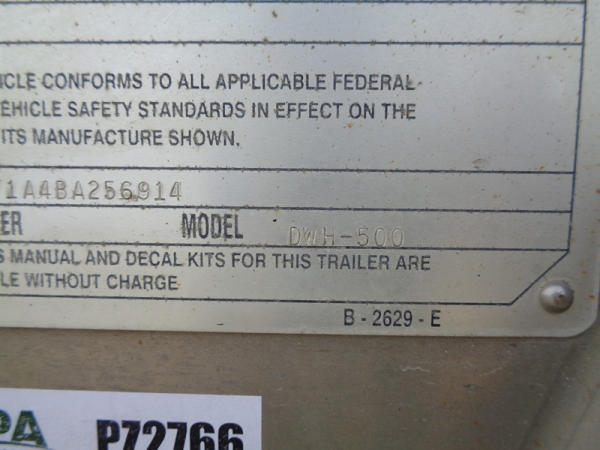 ICLE CONFORMS TO ALL APPLICABLE FEDERAL
EHICLE SAFETY STANDARDS IN EFFECT ON THE
ITS MANUFACTURE SHOWN.
1A4BA256914
ER MODEL DWH-500
S MANUAL AND DECAL KITS FOR THIS TRAILER ARE
LE WITHOUT CHARGE
B - 2629 - E
PA P72766